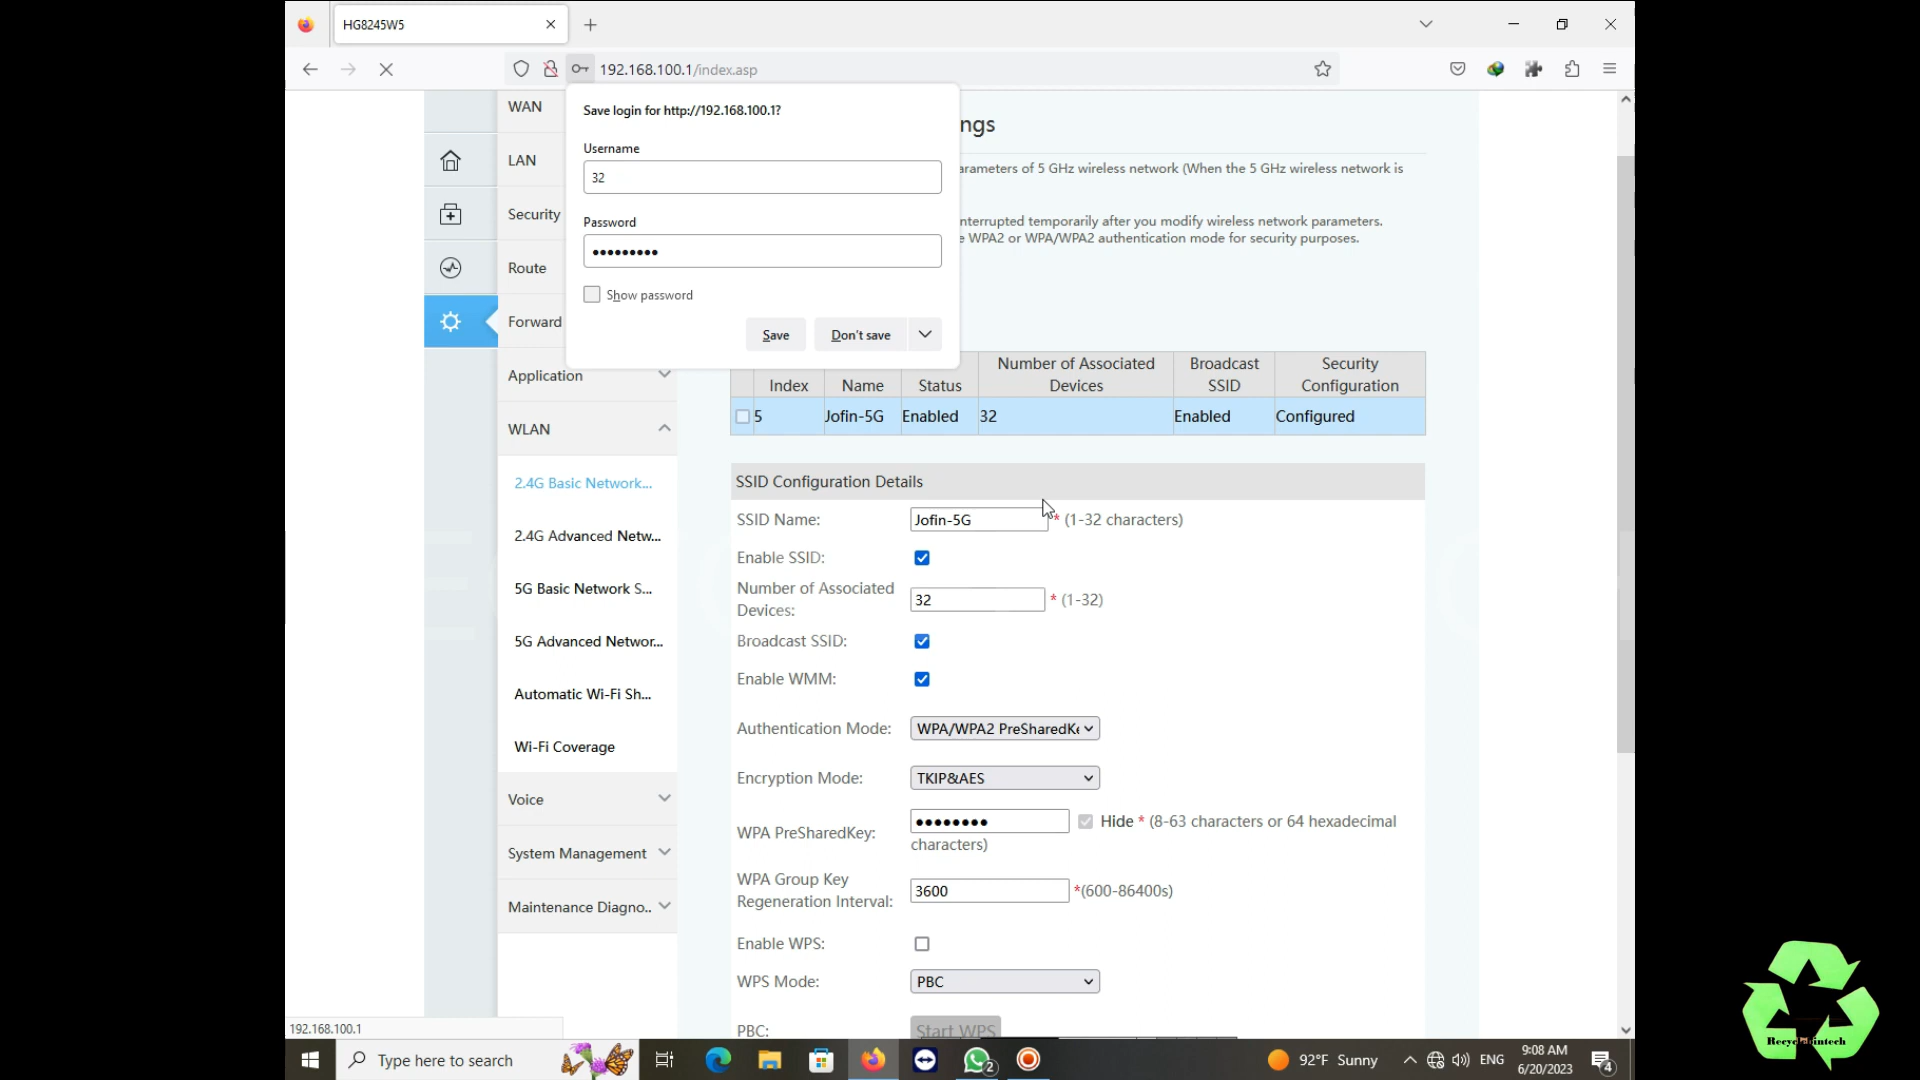 HG8245W5
192.168.100.1/index.asp
Save login for http://192.168.100.1?
Username
32
Password
•••••••••
Show password
Save
Don't save
WAN
LAN
Security
Route
Forward
Application
WLAN
2.4G Basic Network...
2.4G Advanced Netw...
5G Basic Network S...
5G Advanced Networ...
Automatic Wi-Fi Sh...
Wi-Fi Coverage
Voice
System Management
Maintenance Diagno..
ngs
arameters of 5 GHz wireless network (When the 5 GHz wireless network is
nterrupted temporarily after you modify wireless network parameters.
e WPA2 or WPA/WPA2 authentication mode for security purposes.
Index Name Status Number of Associated Devices Broadcast SSID Security Configuration
5 Jofin-5G Enabled 32 Enabled Configured
SSID Configuration Details
SSID Name: Jofin-5G * (1-32 characters)
Enable SSID:
Number of Associated Devices: 32 * (1-32)
Broadcast SSID:
Enable WMM:
Authentication Mode: WPA/WPA2 PreSharedKe
Encryption Mode: TKIP&AES
WPA PreSharedKey: •••••••• Hide * (8-63 characters or 64 hexadecimal
characters)
WPA Group Key
Regeneration Interval: 3600 *(600-86400s)
Enable WPS:
WPS Mode: PBC
PBC: Start WPS
192.168.100.1
Type here to search
2
92°F Sunny
ENG
9:08 AM
6/20/2023
4